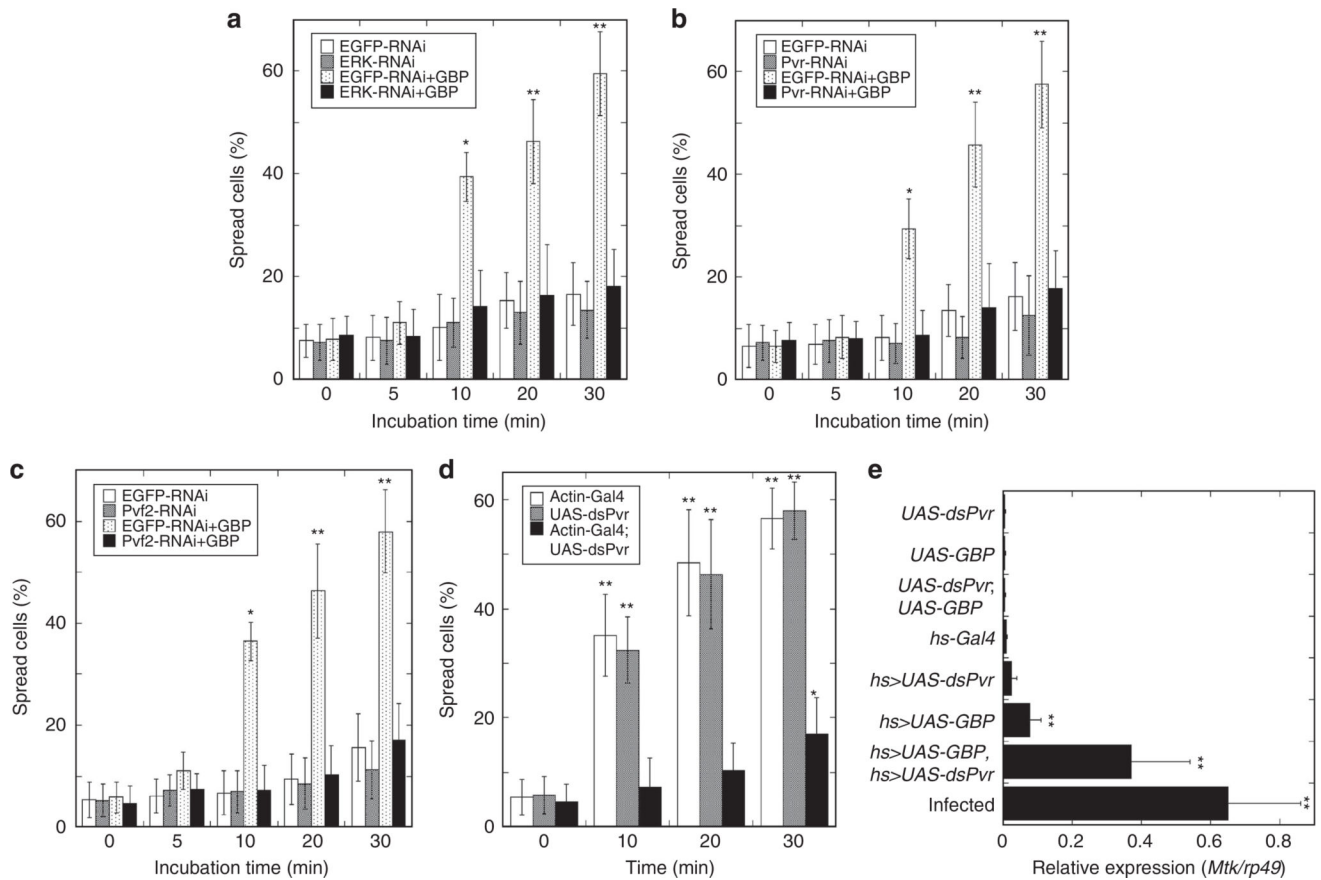 a
EGFP-RNAi
ERK-RNAi
EGFP-RNAi+GBP
ERK-RNAi+GBP
Spread cells (%)
60
40
20
0
*
**
**
0 5 10 20 30
Incubation time (min)
b
EGFP-RNAi
Pvr-RNAi
EGFP-RNAi+GBP
Pvr-RNAi+GBP
Spread cells (%)
60
40
20
0
*
**
**
0 5 10 20 30
Incubation time (min)
c
EGFP-RNAi
Pvf2-RNAi
EGFP-RNAi+GBP
Pvf2-RNAi+GBP
Spread cells (%)
60
40
20
0
*
**
**
0 5 10 20 30
Incubation time (min)
d
Actin-Gal4
UAS-dsPvr
Actin-Gal4;
UAS-dsPvr
Spread cells (%)
60
40
20
0
** **
** **
** ** *
0 10 20 30
Time (min)
e
UAS-dsPvr
UAS-GBP
UAS-dsPvr;
UAS-GBP
hs-Gal4
hs>UAS-dsPvr
hs>UAS-GBP
**
hs>UAS-GBP,
hs>UAS-dsPvr
**
Infected
**
0 0.2 0.4 0.6 0.8
Relative expression (Mtk/rp49)